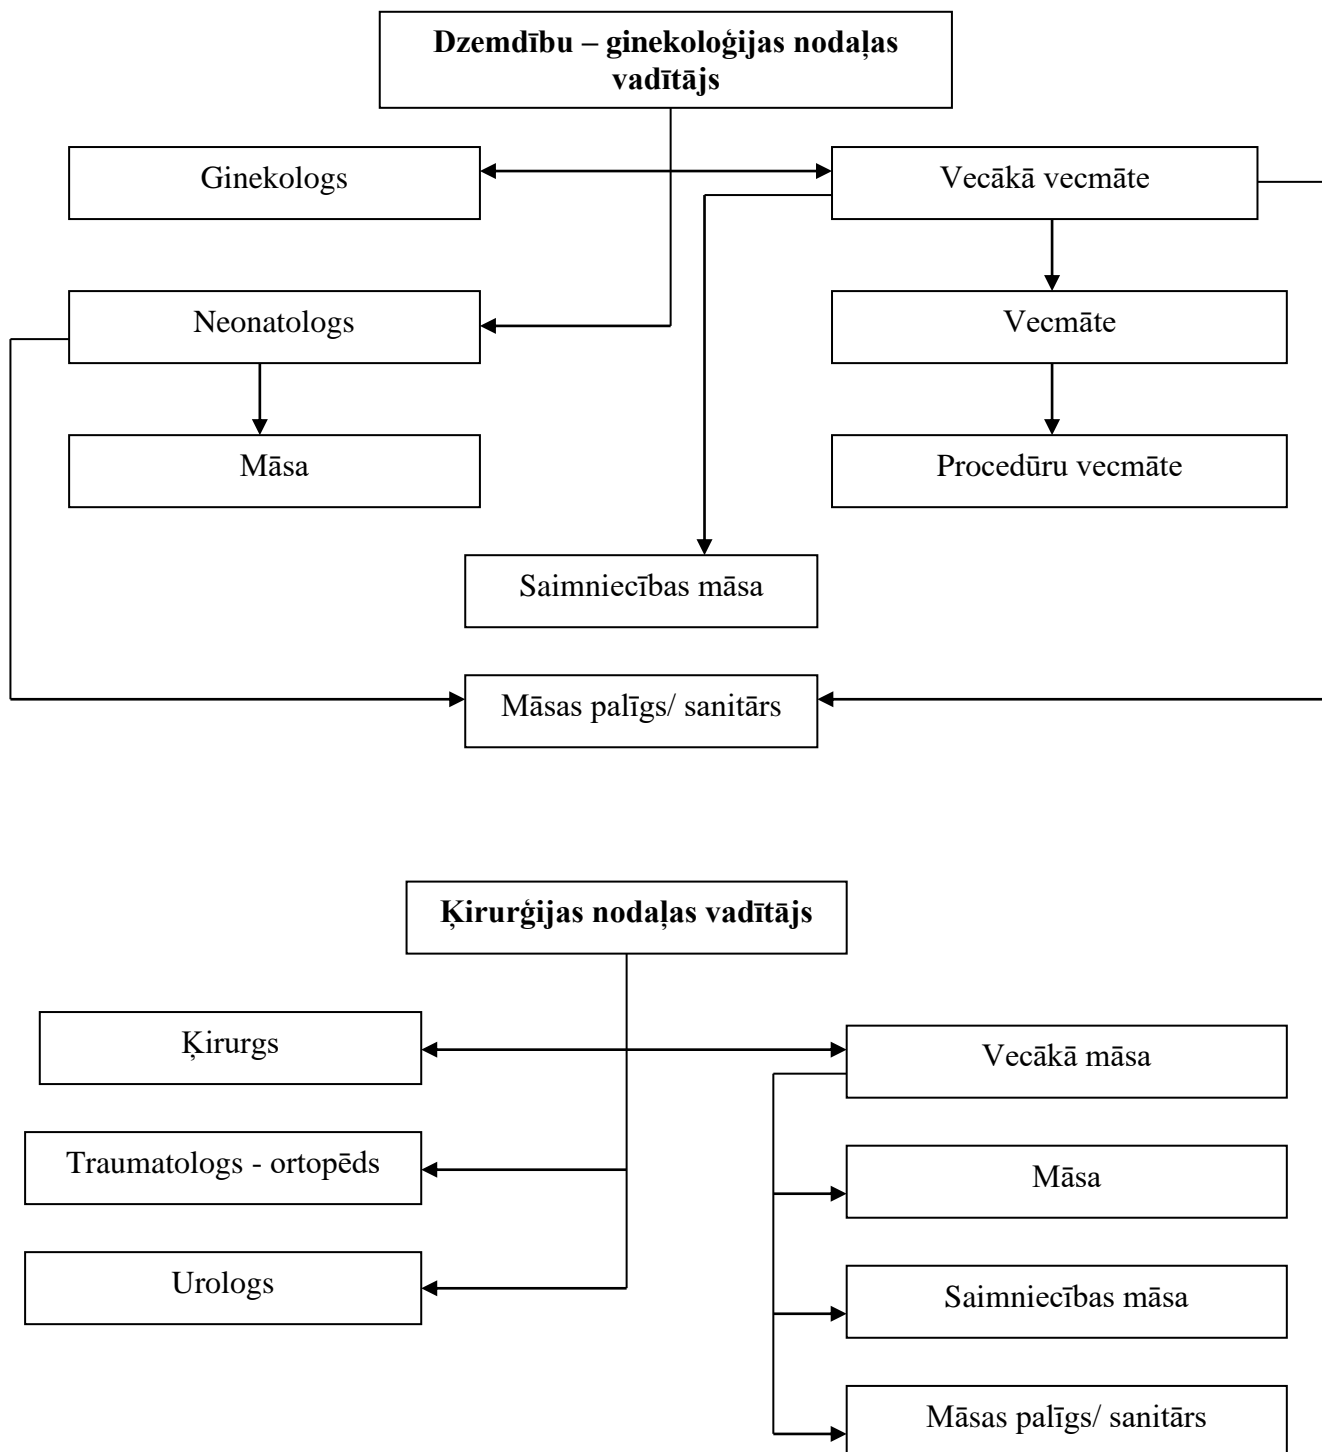 Dzemdību – ginekoloģijas nodaļas
vadītājs
Ginekologs
Vecākā vecmāte
Neonatologs
Vecmāte
Māsa
Procedūru vecmāte
Saimniecības māsa
Māsas palīgs/ sanitārs
Ķirurģijas nodaļas vadītājs
Ķirurgs
Vecākā māsa
Traumatologs - ortopēds
Māsa
Urologs
Saimniecības māsa
Māsas palīgs/ sanitārs